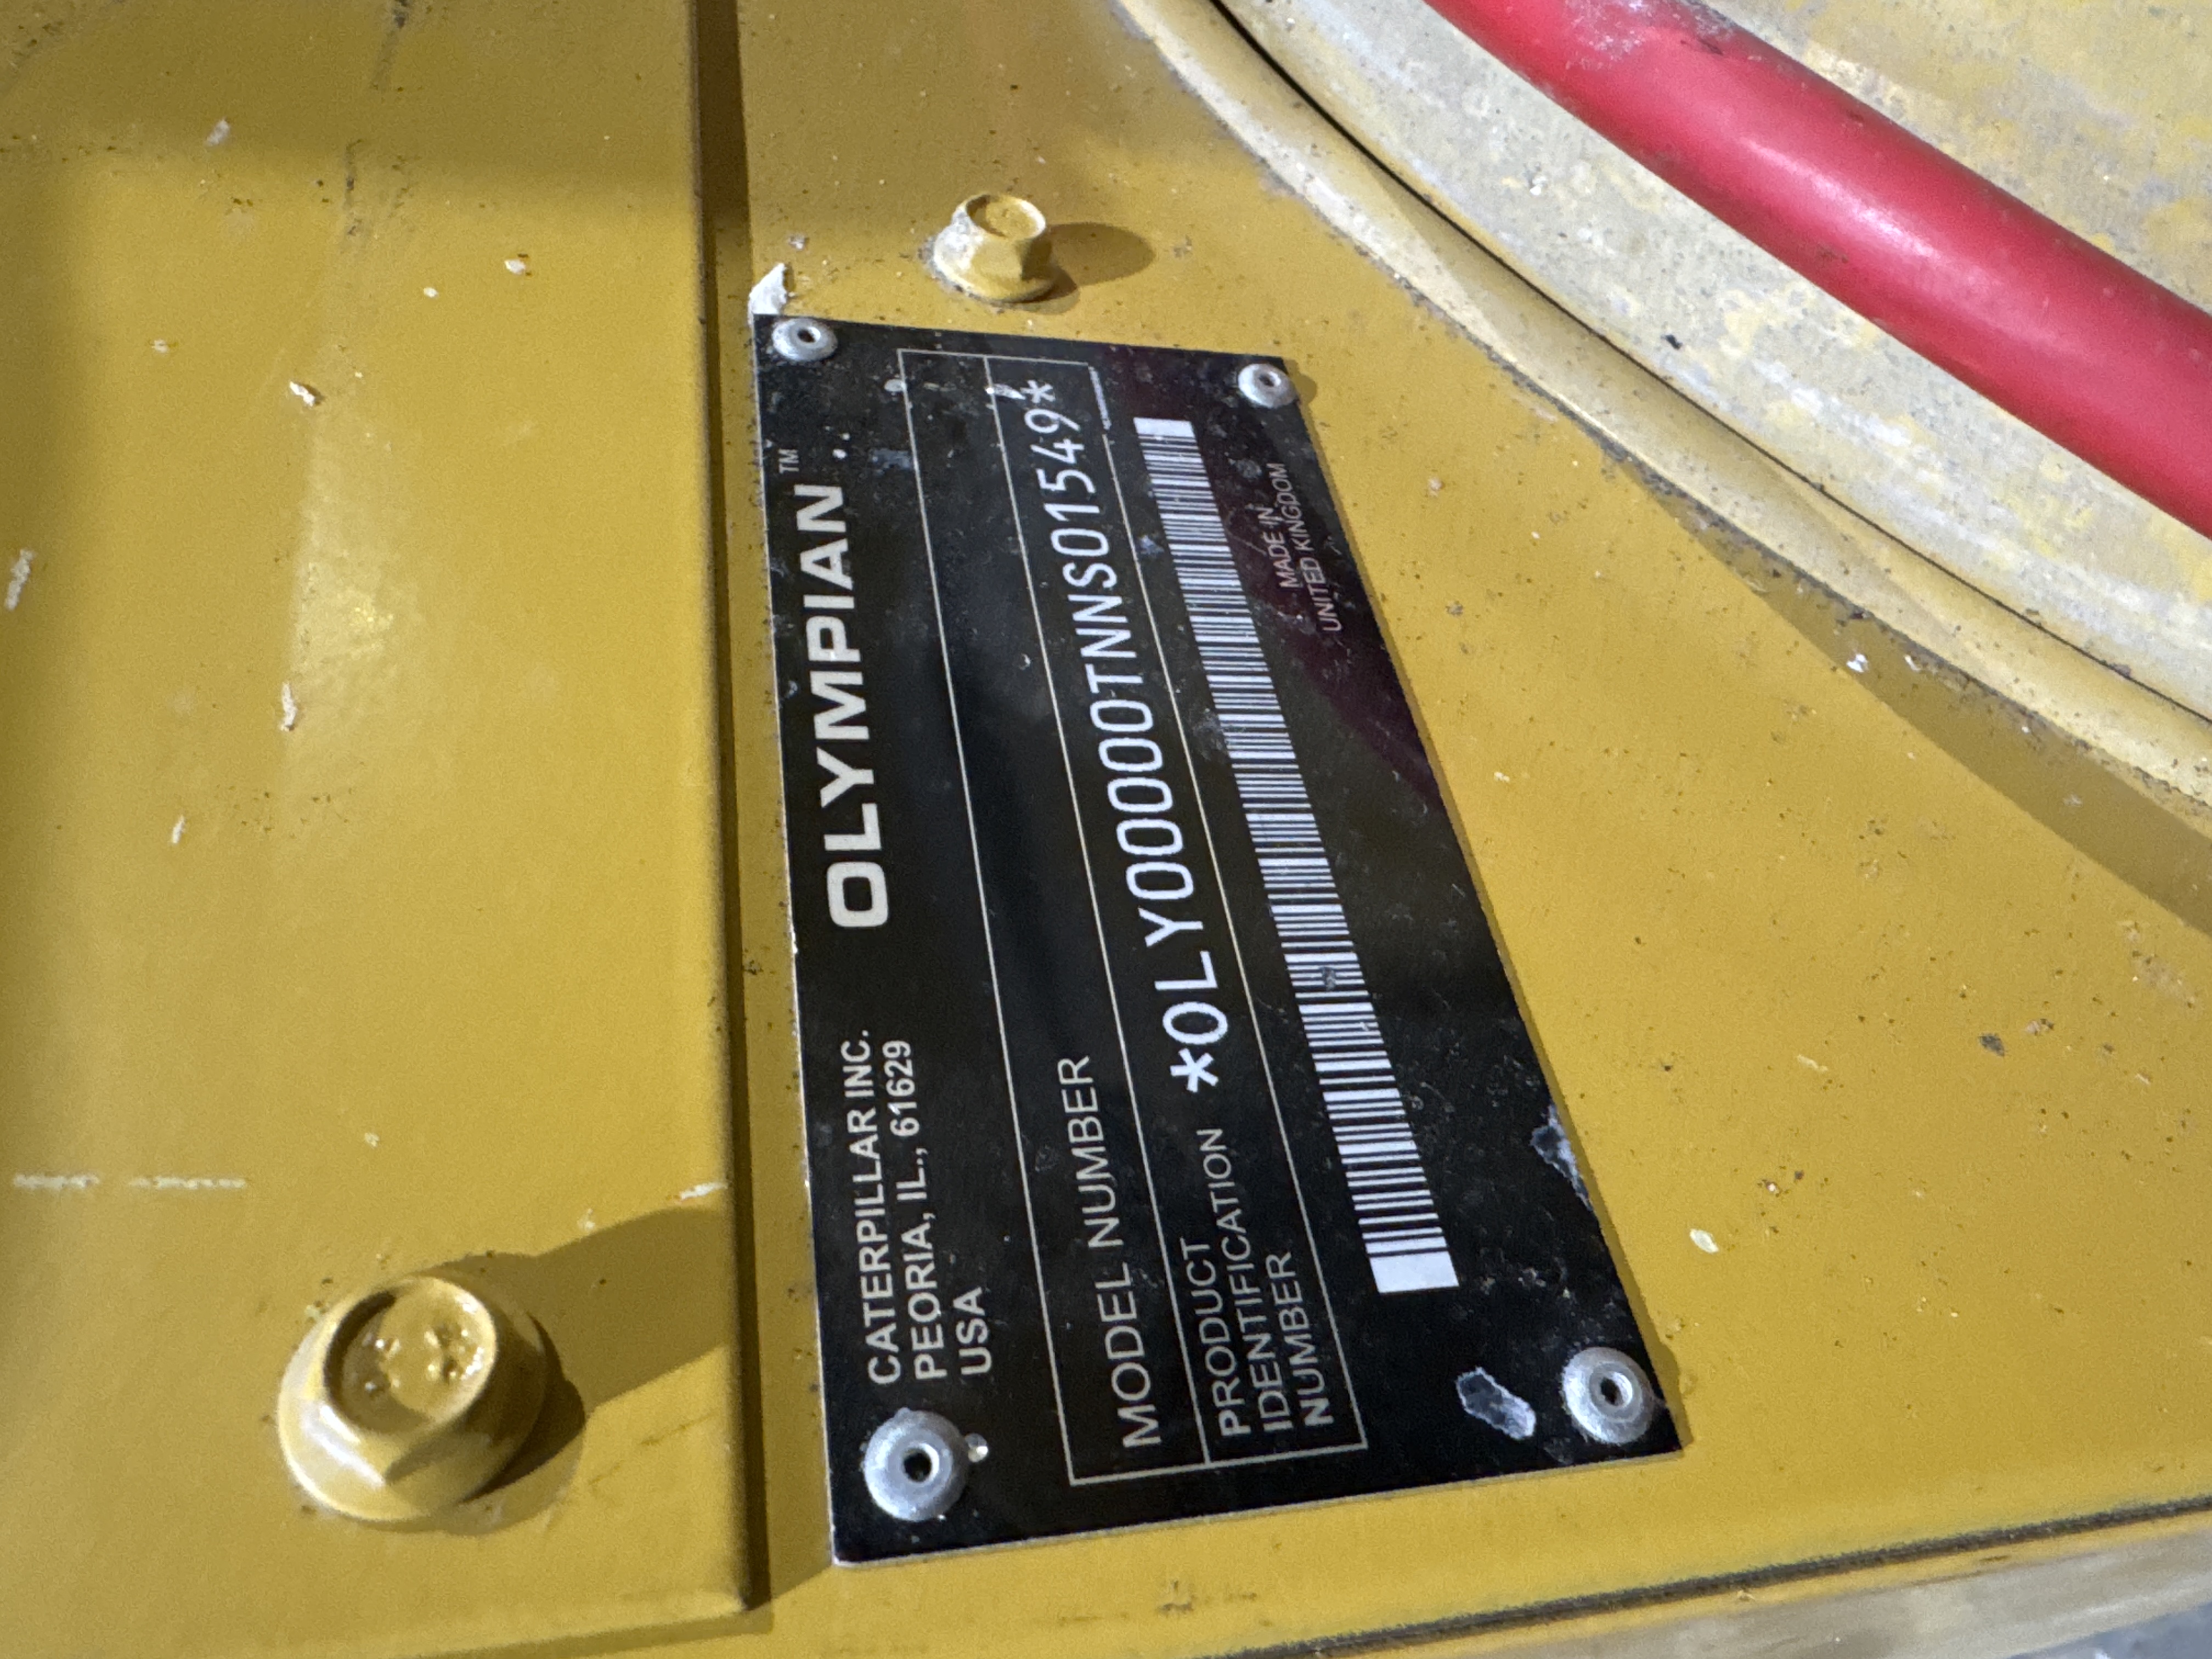 CATERPILLAR INC.
PEORIA, IL., 61629
USA
OLYMPIAN™
MODEL NUMBER
PRODUCT
IDENTIFICATION
NUMBER
*OLY00000TNNS01549*
MADE IN
UNITED KINGDOM